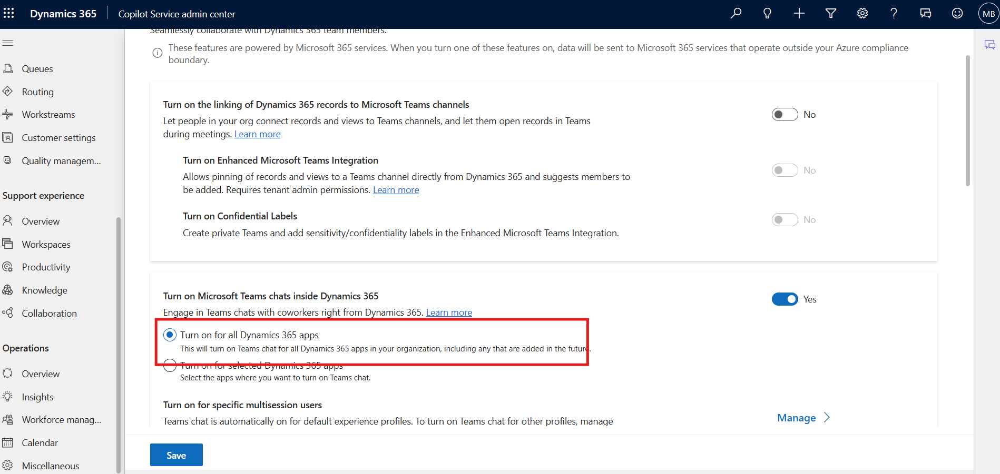 Dynamics 365
Copilot Service admin center
MB
Seamlessly collaborate with Dynamics 365 team members.
These features are powered by Microsoft 365 services. When you turn one of these features on, data will be sent to Microsoft 365 services that operate outside your Azure compliance
boundary.
Queues
Routing
Workstreams
Customer settings
Quality managem...
Support experience
Overview
Workspaces
Productivity
Knowledge
Collaboration
Operations
Overview
Insights
Workforce manag...
Calendar
Miscellaneous
Turn on the linking of Dynamics 365 records to Microsoft Teams channels
Let people in your org connect records and views to Teams channels, and let them open records in Teams
during meetings. Learn more
No
Turn on Enhanced Microsoft Teams Integration
Allows pinning of records and views to a Teams channel directly from Dynamics 365 and suggests members to
be added. Requires tenant admin permissions. Learn more
No
Turn on Confidential Labels
Create private Teams and add sensitivity/confidentiality labels in the Enhanced Microsoft Teams Integration.
No
Turn on Microsoft Teams chats inside Dynamics 365
Engage in Teams chats with coworkers right from Dynamics 365. Learn more
Yes
Turn on for all Dynamics 365 apps
This will turn on Teams chat for all Dynamics 365 apps in your organization, including any that are added in the future.
Turn on for selected Dynamics 365 apps
Select the apps where you want to turn on Teams chat.
Turn on for specific multisession users
Teams chat is automatically on for default experience profiles. To turn on Teams chat for other profiles, manage
Manage
Save